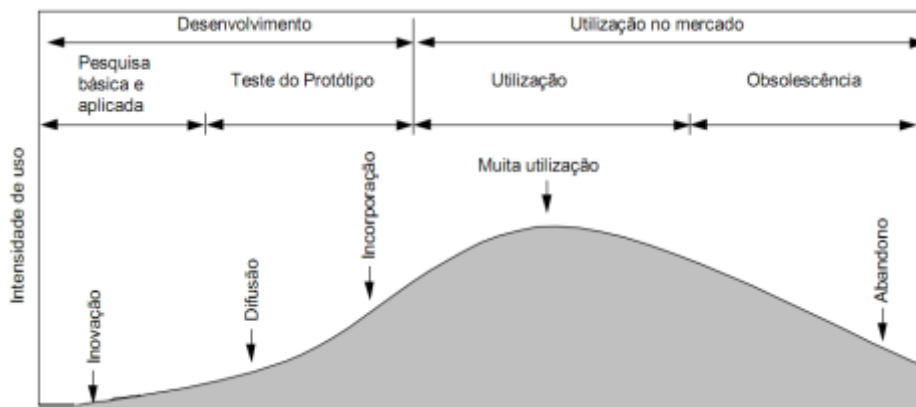 Desenvolvimento
Utilização no mercado
Pesquisa
básica e
aplicada
Teste do Protótipo
Utilização
Obsolescência
Intensidade de uso
Inovação
Difusão
Incorporação
Muita utilização
Abandono